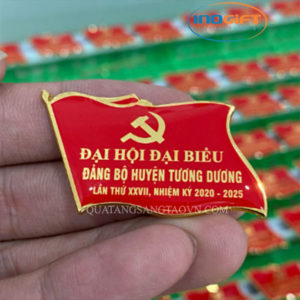 INOGIFT
ĐẠI HỘI ĐẠI BIỂU
ĐẢNG BỘ HUYỆN TƯƠNG DƯƠNG
*LẦN THỨ XXVII, NHIỆM KỲ 2020 - 2025
QUATANGSANGTAOVN.COM